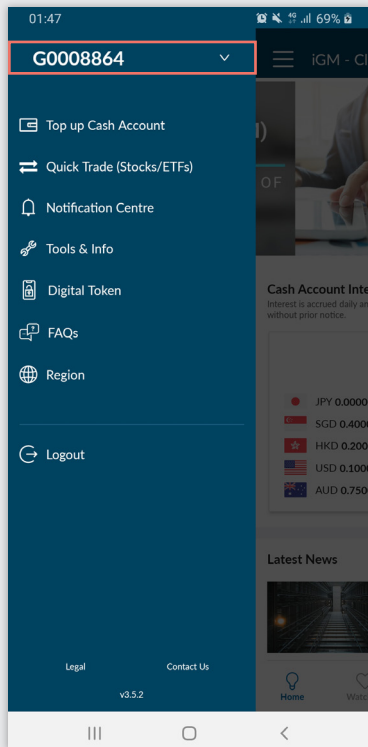 01:47
4G
69%
G0008864
iGM - Cl
Top up Cash Account
Quick Trade (Stocks/ETFs)
OF
Notification Centre
Tools & Info
Digital Token
Cash Account Inte
Interest is accrued daily an
without prior notice.
FAQs
Region
JPY 0.0000
SGD 0.4000
HKD 0.2000
USD 0.1000
AUD 0.7500
Logout
Latest News
Legal
Contact Us
v3.5.2
Home
Watc